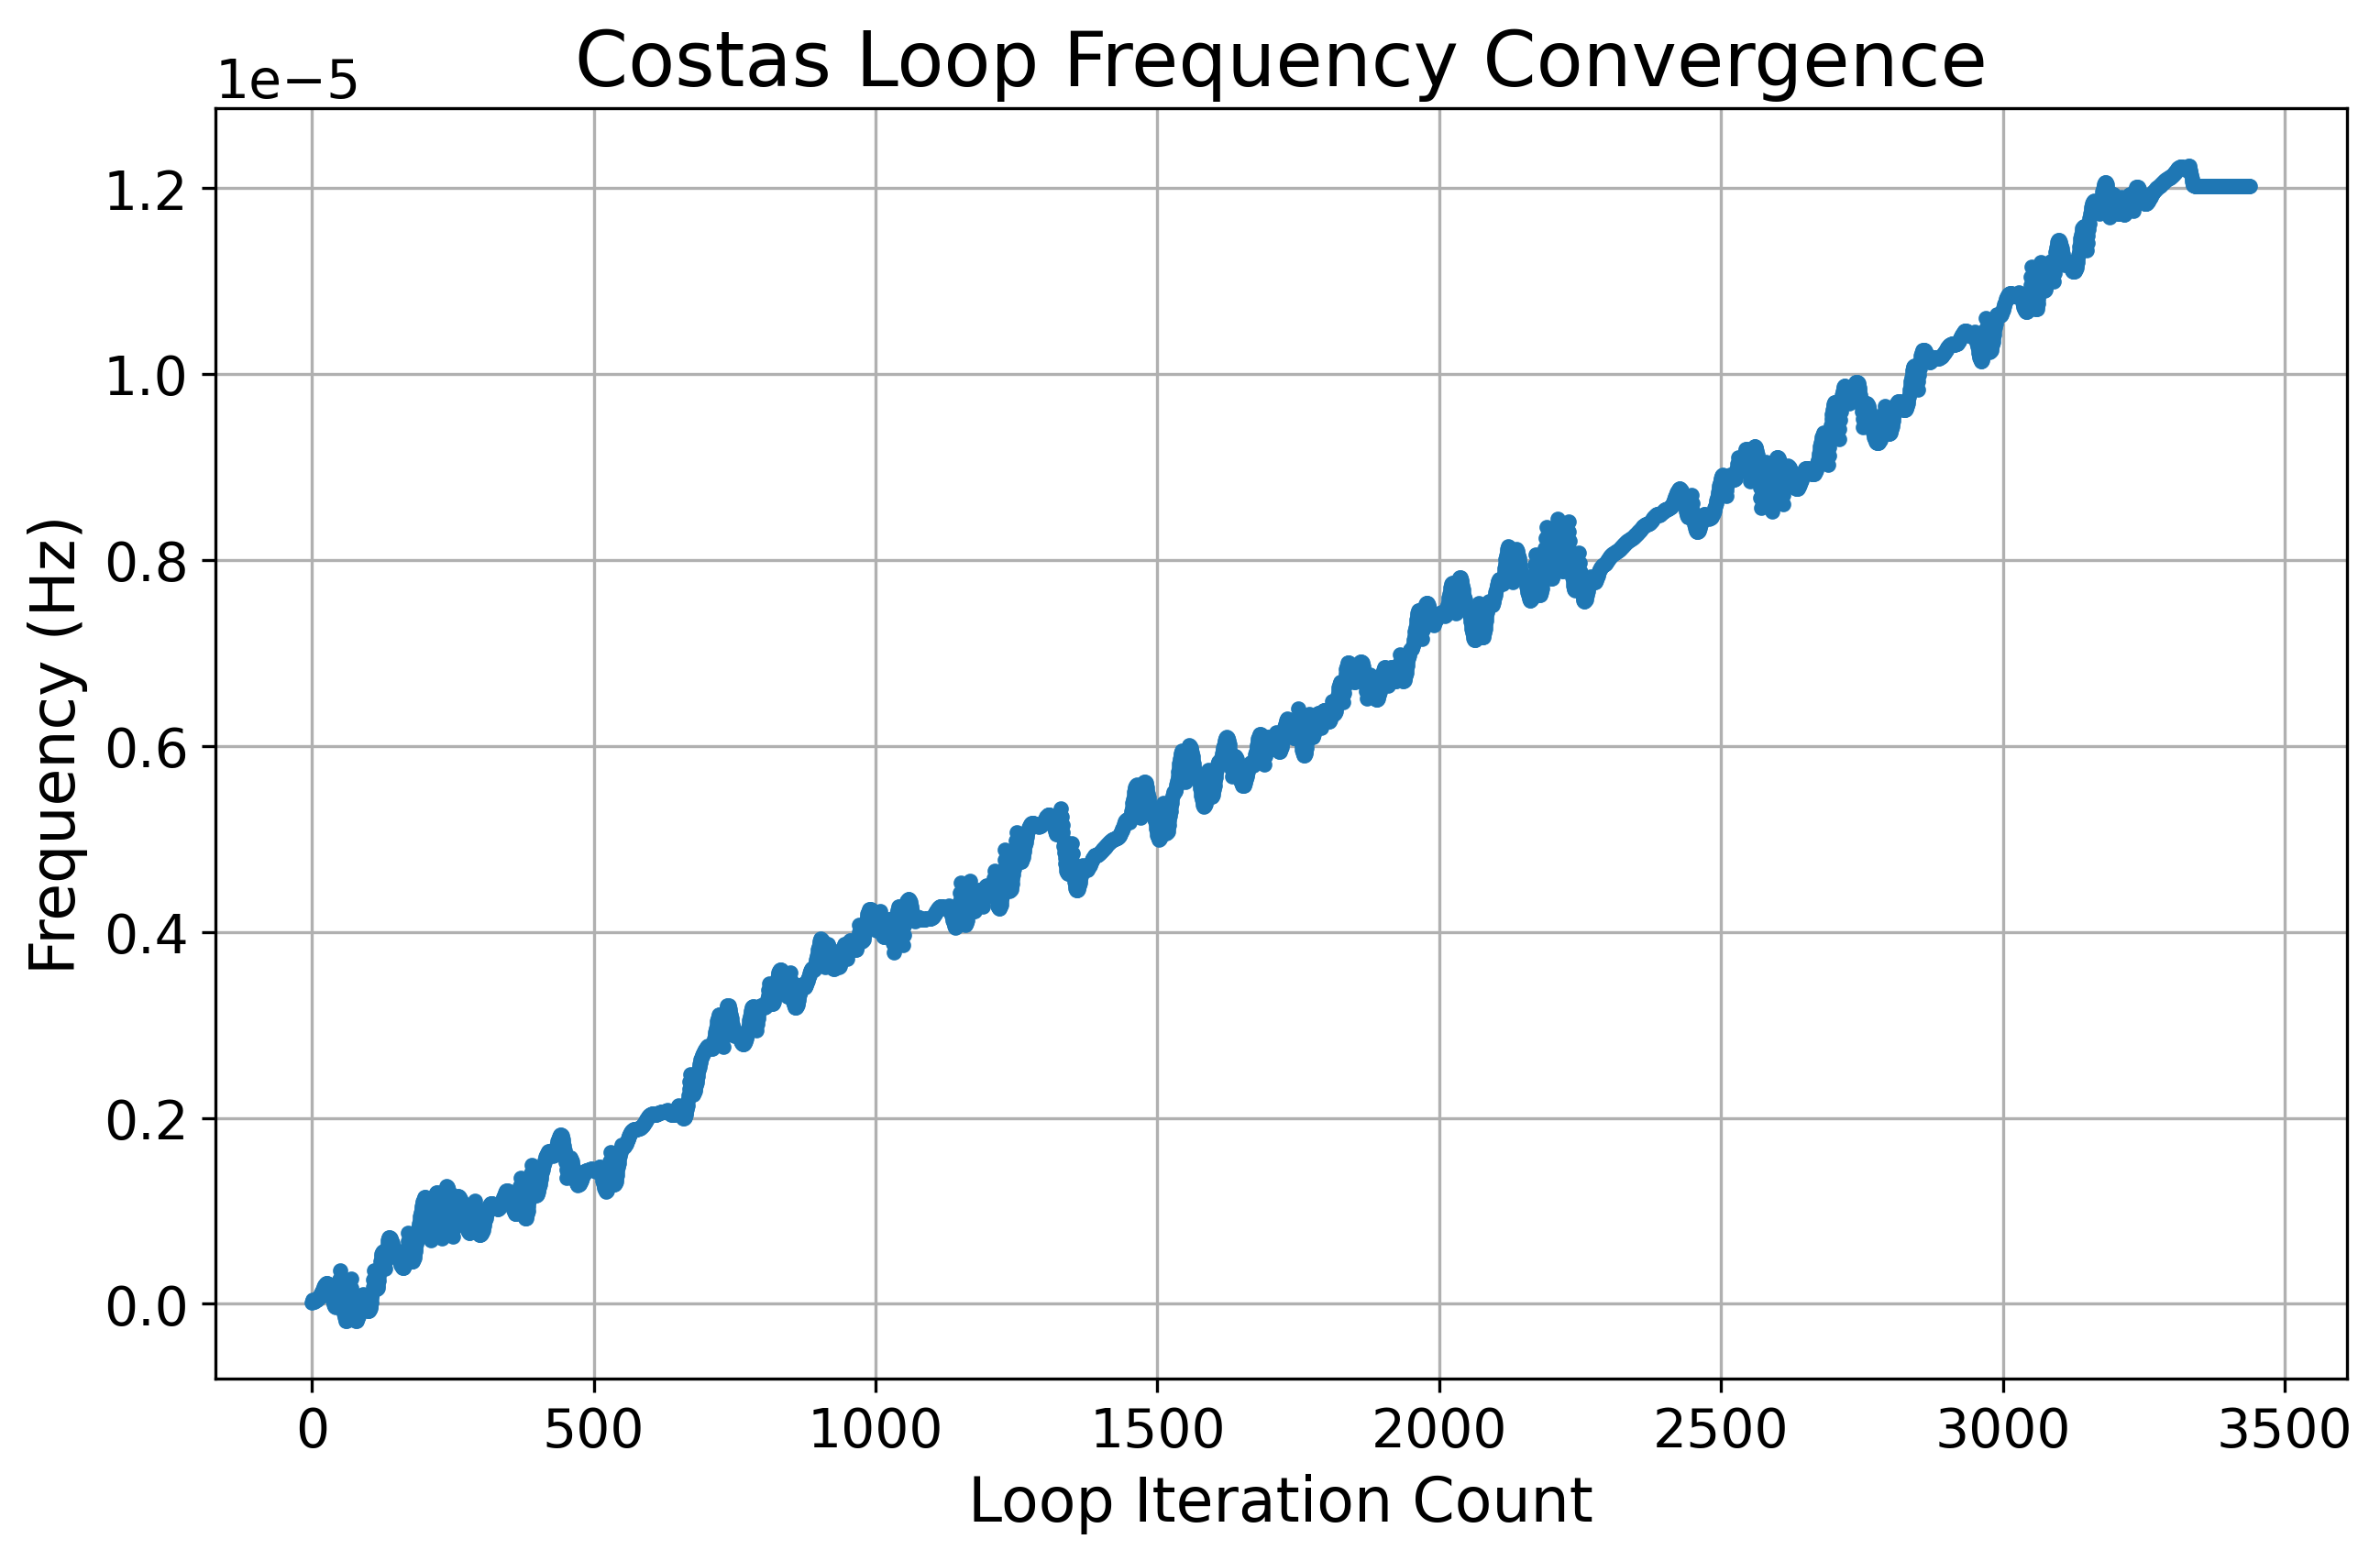 Costas Loop Frequency Convergence
1e−5
1.2
1.0
0.8
0.6
0.4
0.2
0.0
Frequency (Hz)
0 500 1000 1500 2000 2500 3000 3500
Loop Iteration Count